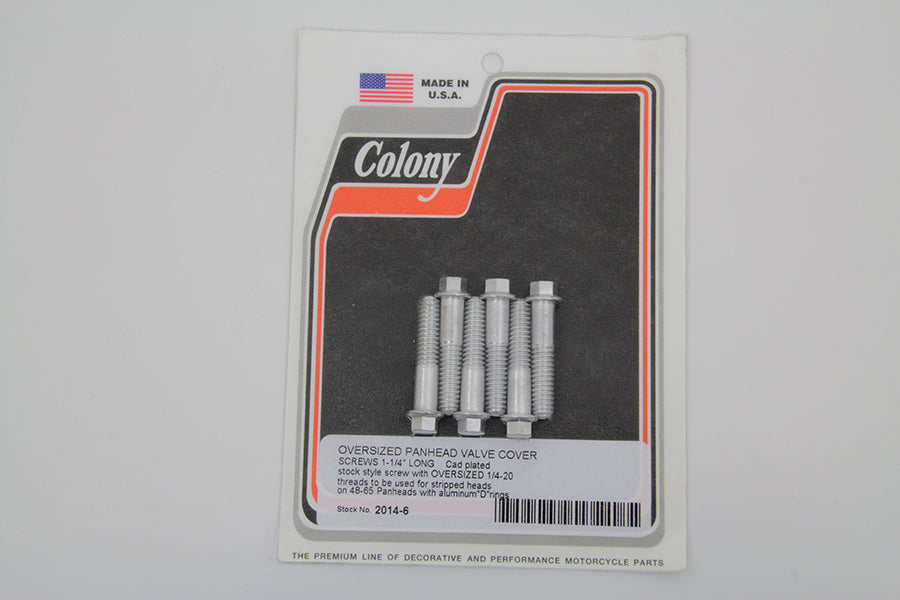 MADE IN
U.S.A.
Colony
OVERSIZED PANHEAD VALVE COVER
SCREWS 1-1/4" LONG Cad plated
stock style screw with OVERSIZED 1/4-20
threads to be used for stripped heads
on 48-65 Panheads with aluminum"D"rings
Stock No. 2014-6
THE PREMIUM LINE OF DECORATIVE AND PERFORMANCE MOTORCYCLE PARTS